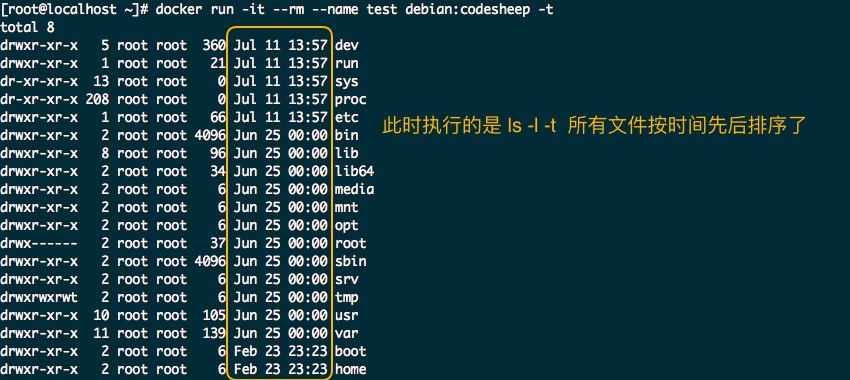 [root@localhost ~]# docker run -it --rm --name test debian:codesheep -t
total 8
drwxr-xr-x 5 root root 360 Jul 11 13:57 dev
drwxr-xr-x 1 root root 21 Jul 11 13:57 run
dr-xr-xr-x 13 root root 0 Jul 11 13:57 sys
dr-xr-xr-x 208 root root 0 Jul 11 13:57 proc
drwxr-xr-x 1 root root 66 Jul 11 13:57 etc
此时执行的是 ls -l -t 所有文件按时间先后排序了
drwxr-xr-x 2 root root 4096 Jun 25 00:00 bin
drwxr-xr-x 8 root root 96 Jun 25 00:00 lib
drwxr-xr-x 2 root root 34 Jun 25 00:00 lib64
drwxr-xr-x 2 root root 6 Jun 25 00:00 media
drwxr-xr-x 2 root root 6 Jun 25 00:00 mnt
drwxr-xr-x 2 root root 6 Jun 25 00:00 opt
drwx------ 2 root root 37 Jun 25 00:00 root
drwxr-xr-x 2 root root 4096 Jun 25 00:00 sbin
drwxr-xr-x 2 root root 6 Jun 25 00:00 srv
drwxrwxrwt 2 root root 6 Jun 25 00:00 tmp
drwxr-xr-x 10 root root 105 Jun 25 00:00 usr
drwxr-xr-x 11 root root 139 Jun 25 00:00 var
drwxr-xr-x 2 root root 6 Feb 23 23:23 boot
drwxr-xr-x 2 root root 6 Feb 23 23:23 home